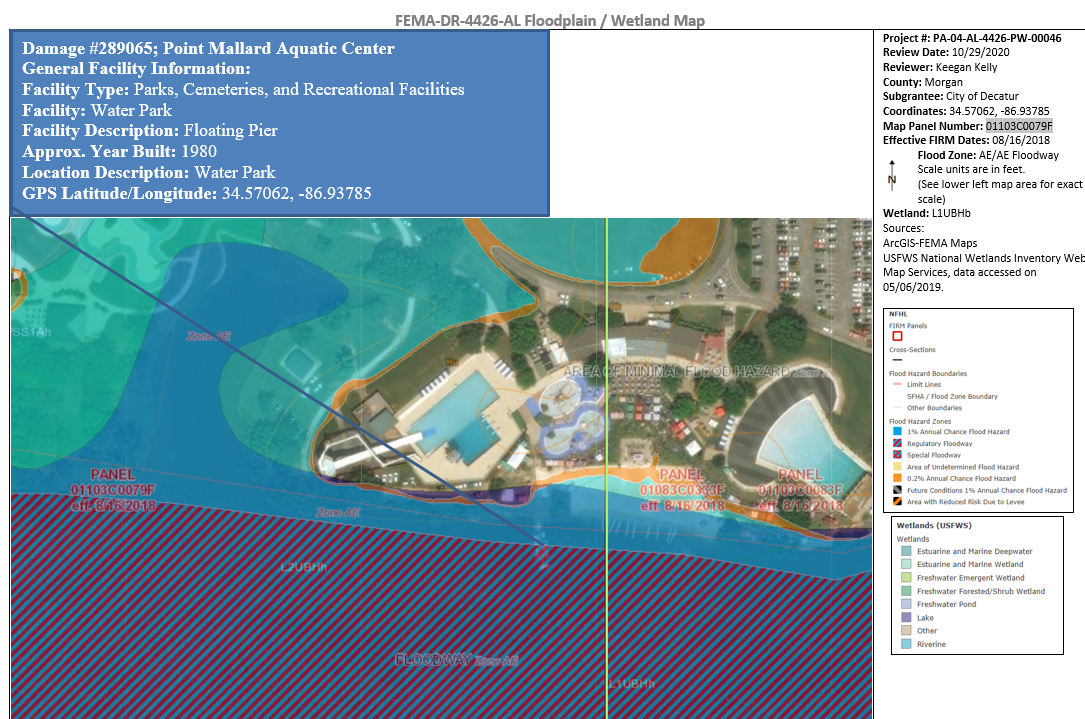 FEMA-DR-4426-AL Floodplain / Wetland Map
Damage #289065; Point Mallard Aquatic Center
General Facility Information:
Facility Type: Parks, Cemeteries, and Recreational Facilities
Facility: Water Park
Facility Description: Floating Pier
Approx. Year Built: 1980
Location Description: Water Park
GPS Latitude/Longitude: 34.57062, -86.93785
Project #: PA-04-AL-4426-PW-00046
Review Date: 10/29/2020
Reviewer: Keegan Kelly
County: Morgan
Subgrantee: City of Decatur
Coordinates: 34.57062, -86.93785
Map Panel Number: 01103C0079F
Effective FIRM Dates: 08/16/2018
Flood Zone: AE/AE Floodway
Scale units are in feet.
(See lower left map area for exact
scale)
N
Wetland: L1UBHb
Sources:
ArcGIS-FEMA Maps
USFWS National Wetlands Inventory Web
Map Services, data accessed on
05/06/2019.
SS1Ah
Zone AE
AREA OF MINIMAL FLOOD HAZARD
PANEL
01103C0079F
eff. 8/16/2018
PANEL
01083C0333F
eff. 8/16/2018
PANEL
01103C0083F
eff. 8/16/2018
Zone AE
L2UBHh
FLOODWAY Zone AE
L1UBHh
NFHL
FIRM Panels
Cross-Sections
Flood Hazard Boundaries
Limit Lines
SFHA / Flood Zone Boundary
Other Boundaries
Flood Hazard Zones
1% Annual Chance Flood Hazard
Regulatory Floodway
Special Floodway
Area of Undetermined Flood Hazard
0.2% Annual Chance Flood Hazard
Future Conditions 1% Annual Chance Flood Hazard
Area with Reduced Risk Due to Levee
Wetlands (USFWS)
Wetlands
Estuarine and Marine Deepwater
Estuarine and Marine Wetland
Freshwater Emergent Wetland
Freshwater Forested/Shrub Wetland
Freshwater Pond
Lake
Other
Riverine